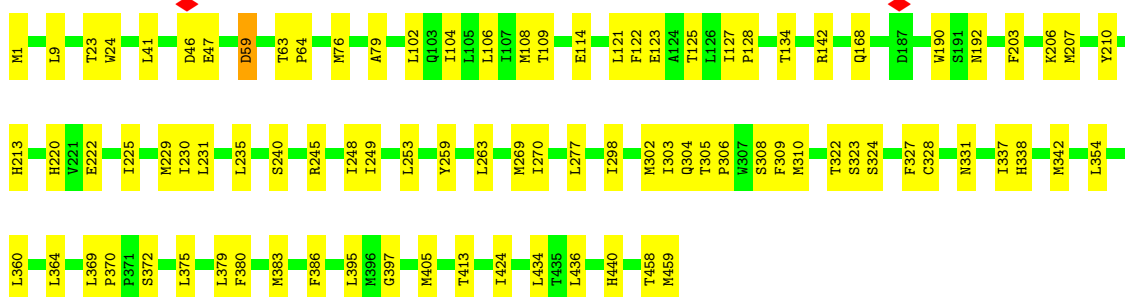 M1 L9 T23 W24 L41 D46 E47 D59 T63 P64 M76 A79 L102 Q103 I104 L105 L106 I107 M108 T109 E114 L121 F122 E123 A124 T125 L126 I127 P128 T134 R142 Q168 D187 W190 S191 N192 F203 K206 M207 Y210
H213 H220 V221 E222 I225 M229 I230 L231 L235 S240 R245 I248 I249 L253 Y259 L263 M269 I270 L277 I298 M302 I303 Q304 T305 P306 W307 S308 F309 M310 T322 S323 S324 F327 C328 N331 I337 H338 M342 L354
L360 L364 L369 P370 P371 S372 L375 L379 F380 M383 F386 L395 M396 G397 M405 T413 I424 L434 T435 L436 H440 T458 M459